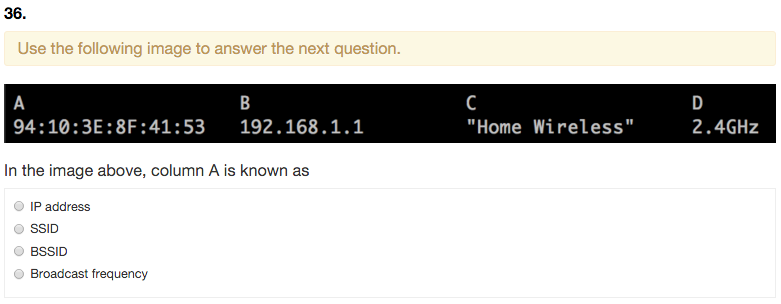 36.
Use the following image to answer the next question.
A B C D
94:10:3E:8F:41:53 192.168.1.1 "Home Wireless" 2.4GHz
In the image above, column A is known as
IP address
SSID
BSSID
Broadcast frequency